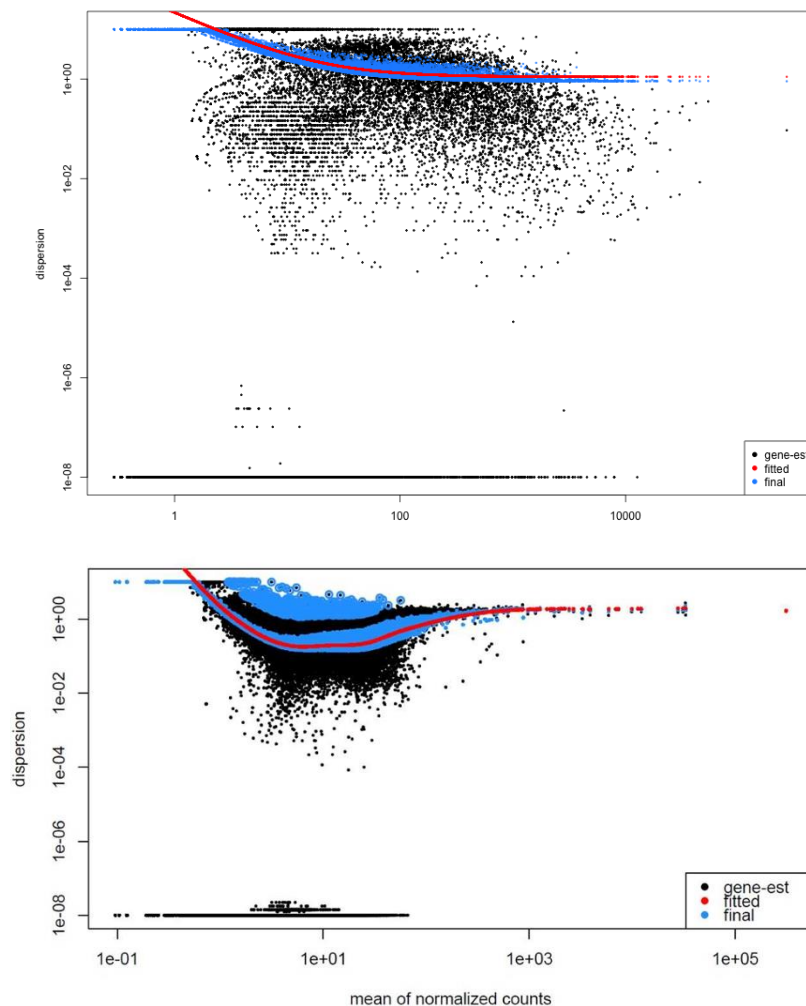 dispersion
1e+00
1e-02
1e-04
1e-06
1e-08
1
100
10000
gene-est
fitted
final
dispersion
1e+00
1e-02
1e-04
1e-06
1e-08
1e-01
1e+01
1e+03
1e+05
gene-est
fitted
final
mean of normalized counts